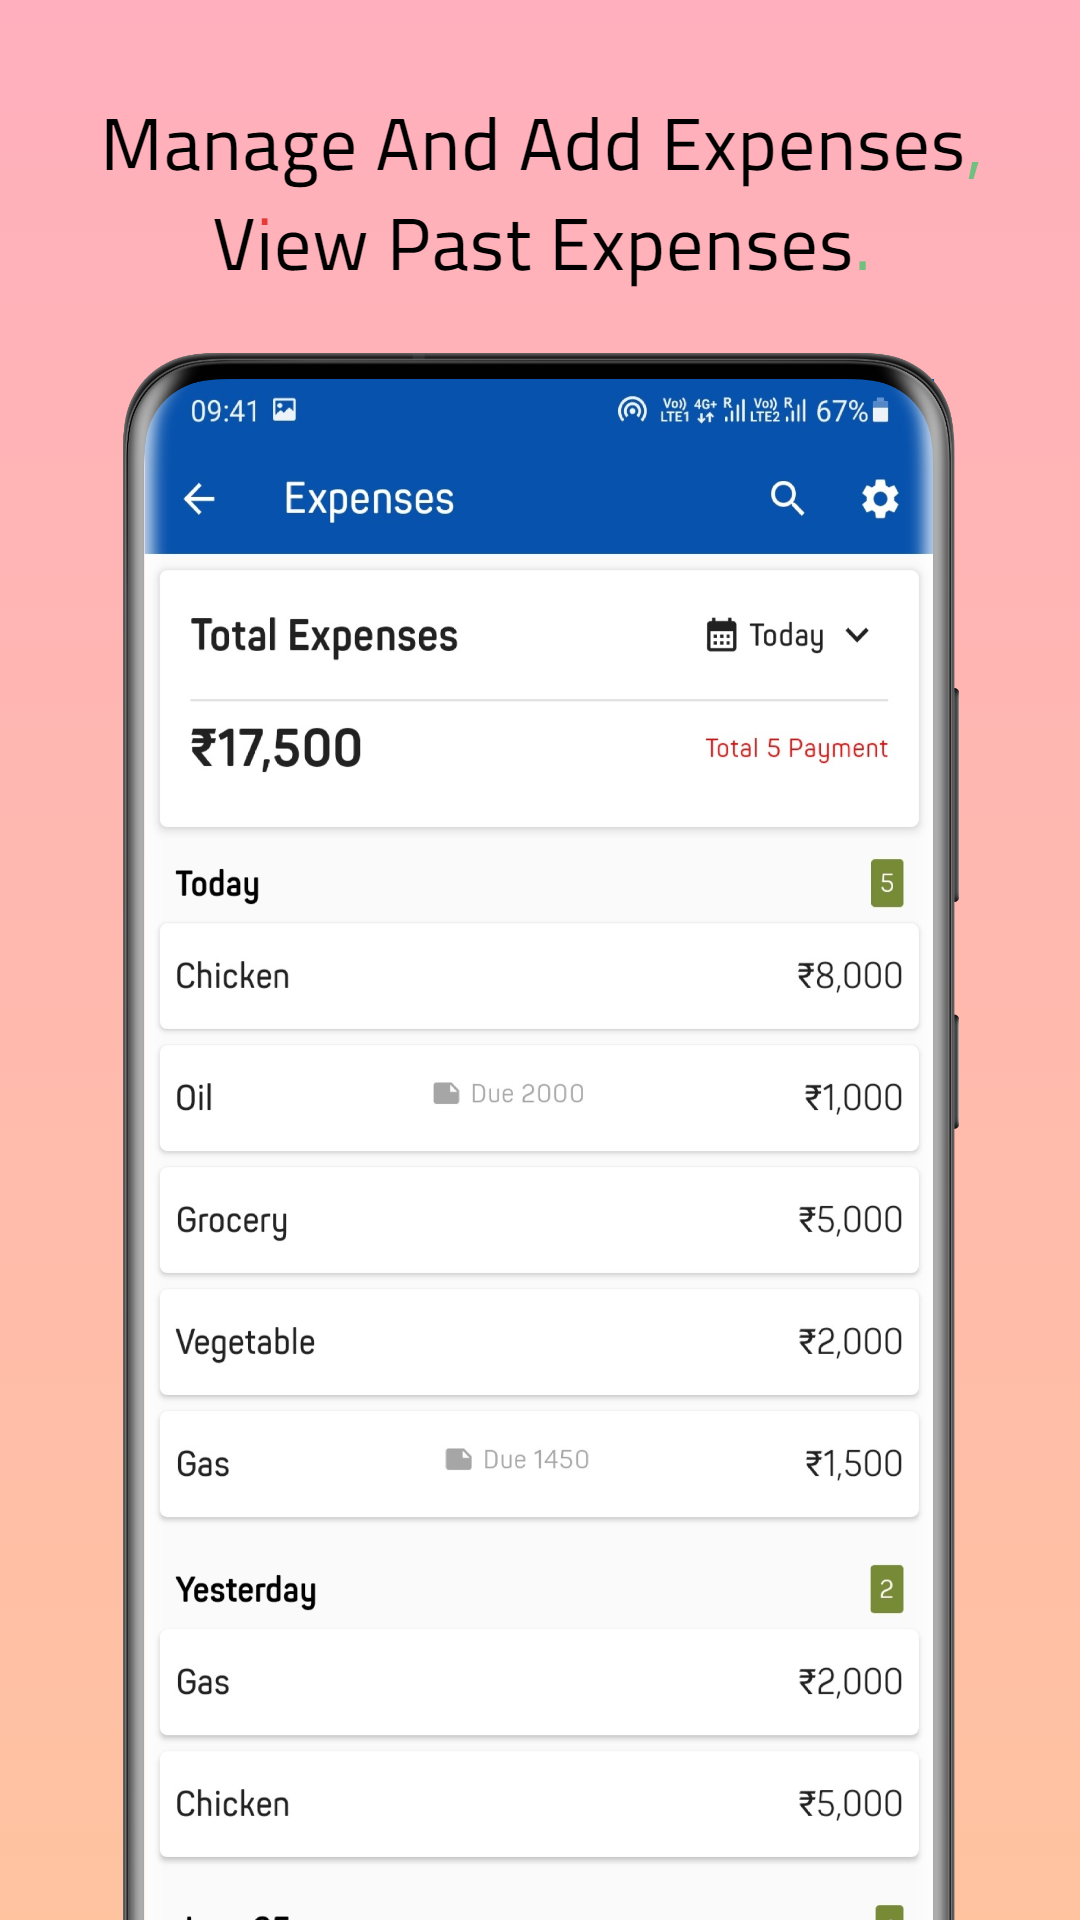 Manage And Add Expenses,
View Past Expenses.
09:41
Vo)) LTE1 4G+ R Vo)) LTE2 R 67%
Expenses
Total Expenses
Today
₹17,500
Total 5 Payment
Today
5
Chicken
₹8,000
Oil
Due 2000
₹1,000
Grocery
₹5,000
Vegetable
₹2,000
Gas
Due 1450
₹1,500
Yesterday
2
Gas
₹2,000
Chicken
₹5,000